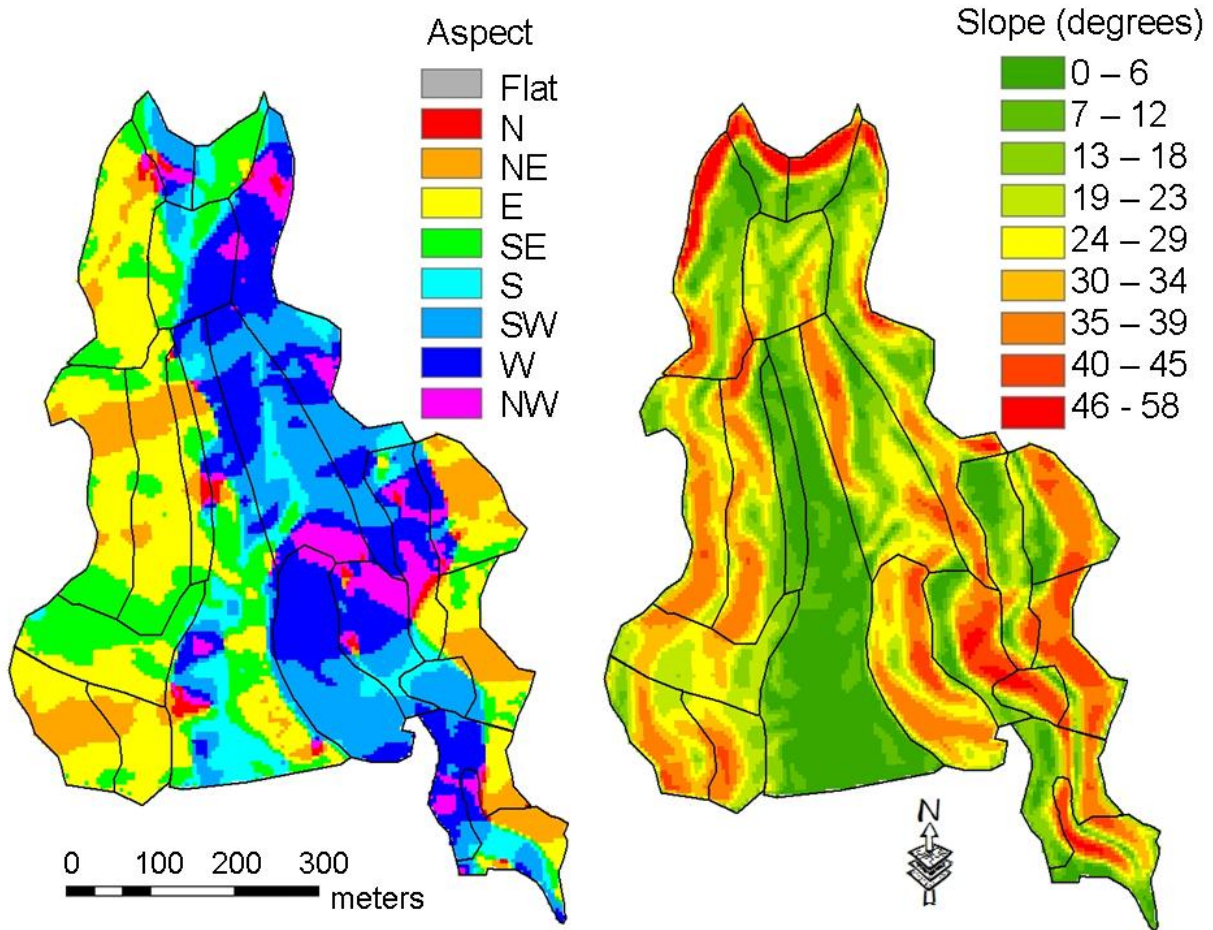 Aspect
Flat
N
NE
E
SE
S
SW
W
NW
Slope (degrees)
0 – 6
7 – 12
13 – 18
19 – 23
24 – 29
30 – 34
35 – 39
40 – 45
46 - 58
0 100 200 300
meters
N